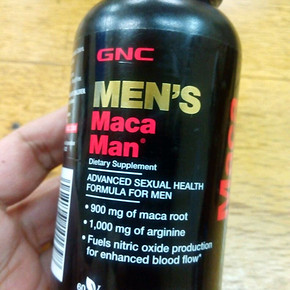 GNC
MEN'S
Maca
Man®
Dietary Supplement
ADVANCED SEXUAL HEALTH
FORMULA FOR MEN
• 900 mg of maca root
• 1,000 mg of arginine
• Fuels nitric oxide production
for enhanced blood flow*
60